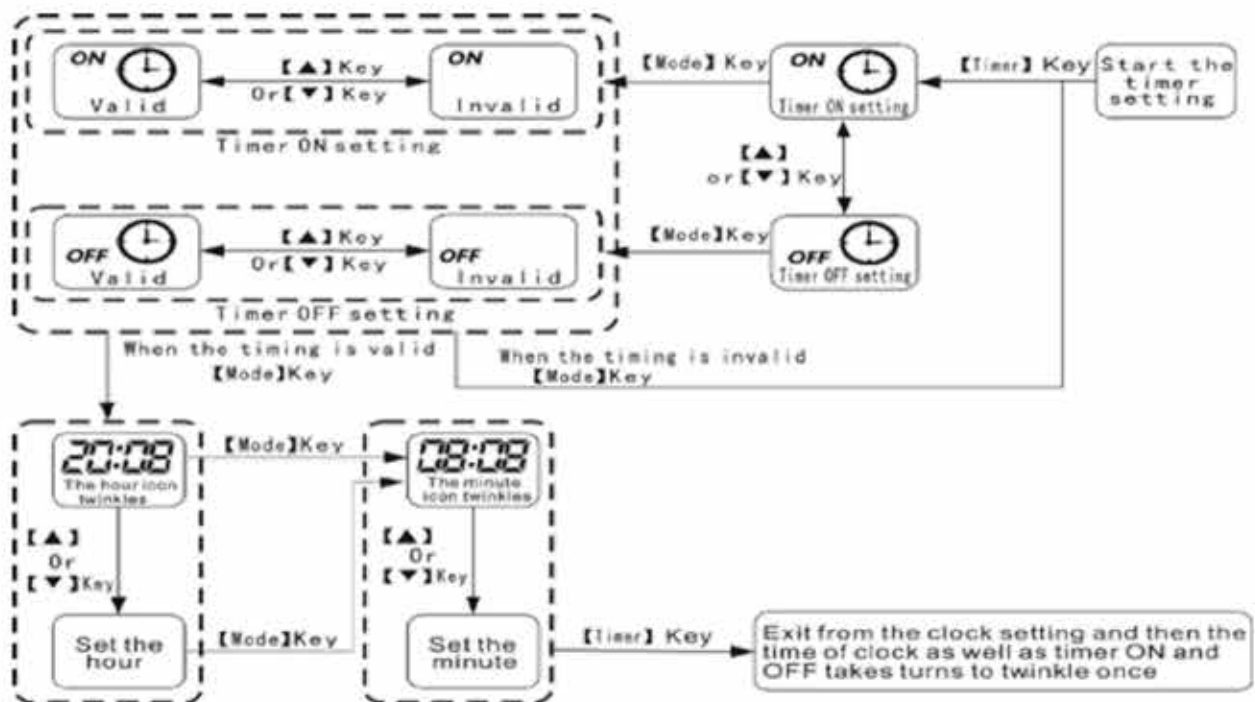 ON
Valid
【▲】Key
Or【▼】Key
ON
Invalid
Timer ON setting
【Mode】Key
ON
Timer ON setting
【Timer】Key
Start the
timer
setting
【▲】
or【▼】Key
OFF
Valid
【▲】Key
Or【▼】Key
OFF
Invalid
Timer OFF setting
【Mode】Key
OFF
Timer OFF setting
When the timing is valid
【Mode】Key
When the timing is invalid
【Mode】Key
20:08
The hour icon
twinkles
【Mode】Key
08:08
The minute
icon twinkles
【▲】
Or
【▼】Key
【▲】
Or
【▼】Key
Set the
hour
【Mode】Key
Set the
minute
【Timer】Key
Exit from the clock setting and then the
time of clock as well as timer ON and
OFF takes turns to twinkle once